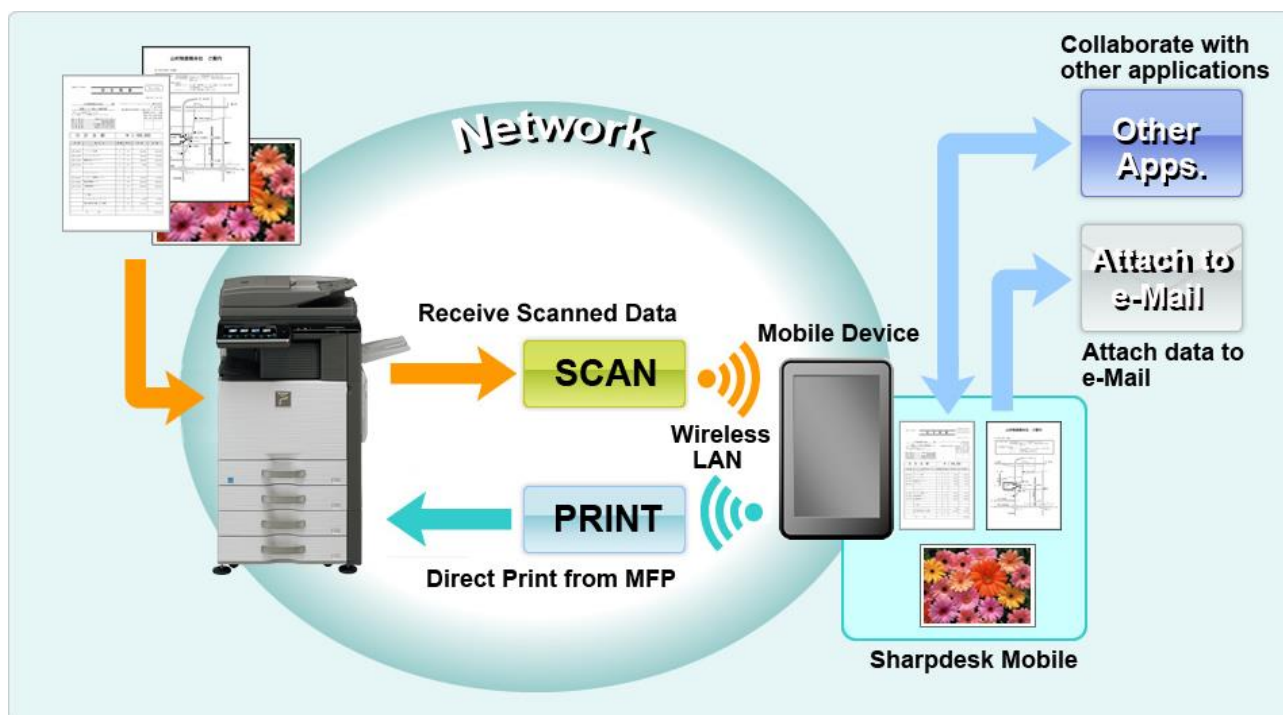 Collaborate with
other applications
Other
Apps.
Network
Attach to
e-Mail
Attach data to
e-Mail
Receive Scanned Data
SCAN
Mobile Device
Wireless
LAN
PRINT
Direct Print from MFP
Sharpdesk Mobile